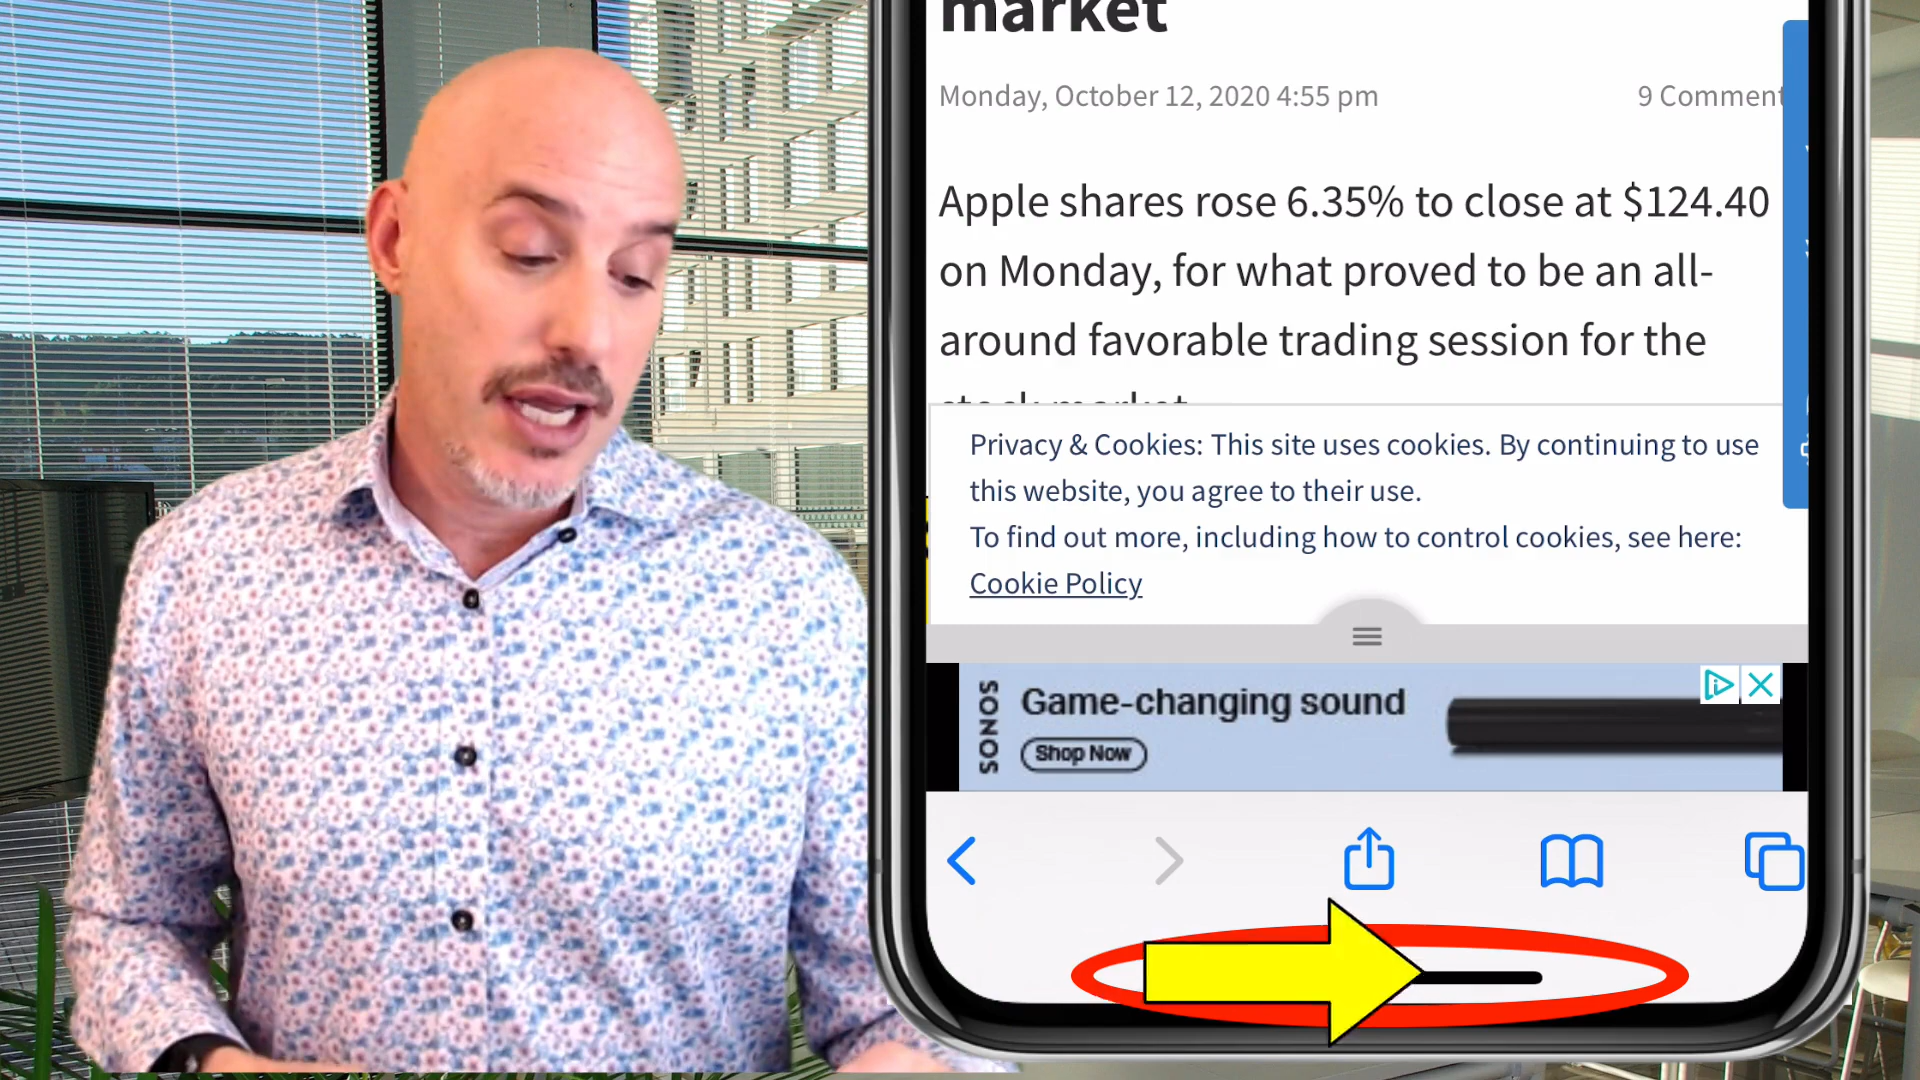 market
Monday, October 12, 2020 4:55 pm
9 Comment
Apple shares rose 6.35% to close at $124.40
on Monday, for what proved to be an all-
around favorable trading session for the
stock market
Privacy & Cookies: This site uses cookies. By continuing to use
this website, you agree to their use.
To find out more, including how to control cookies, see here:
Cookie Policy
SONOS
Game-changing sound
Shop Now